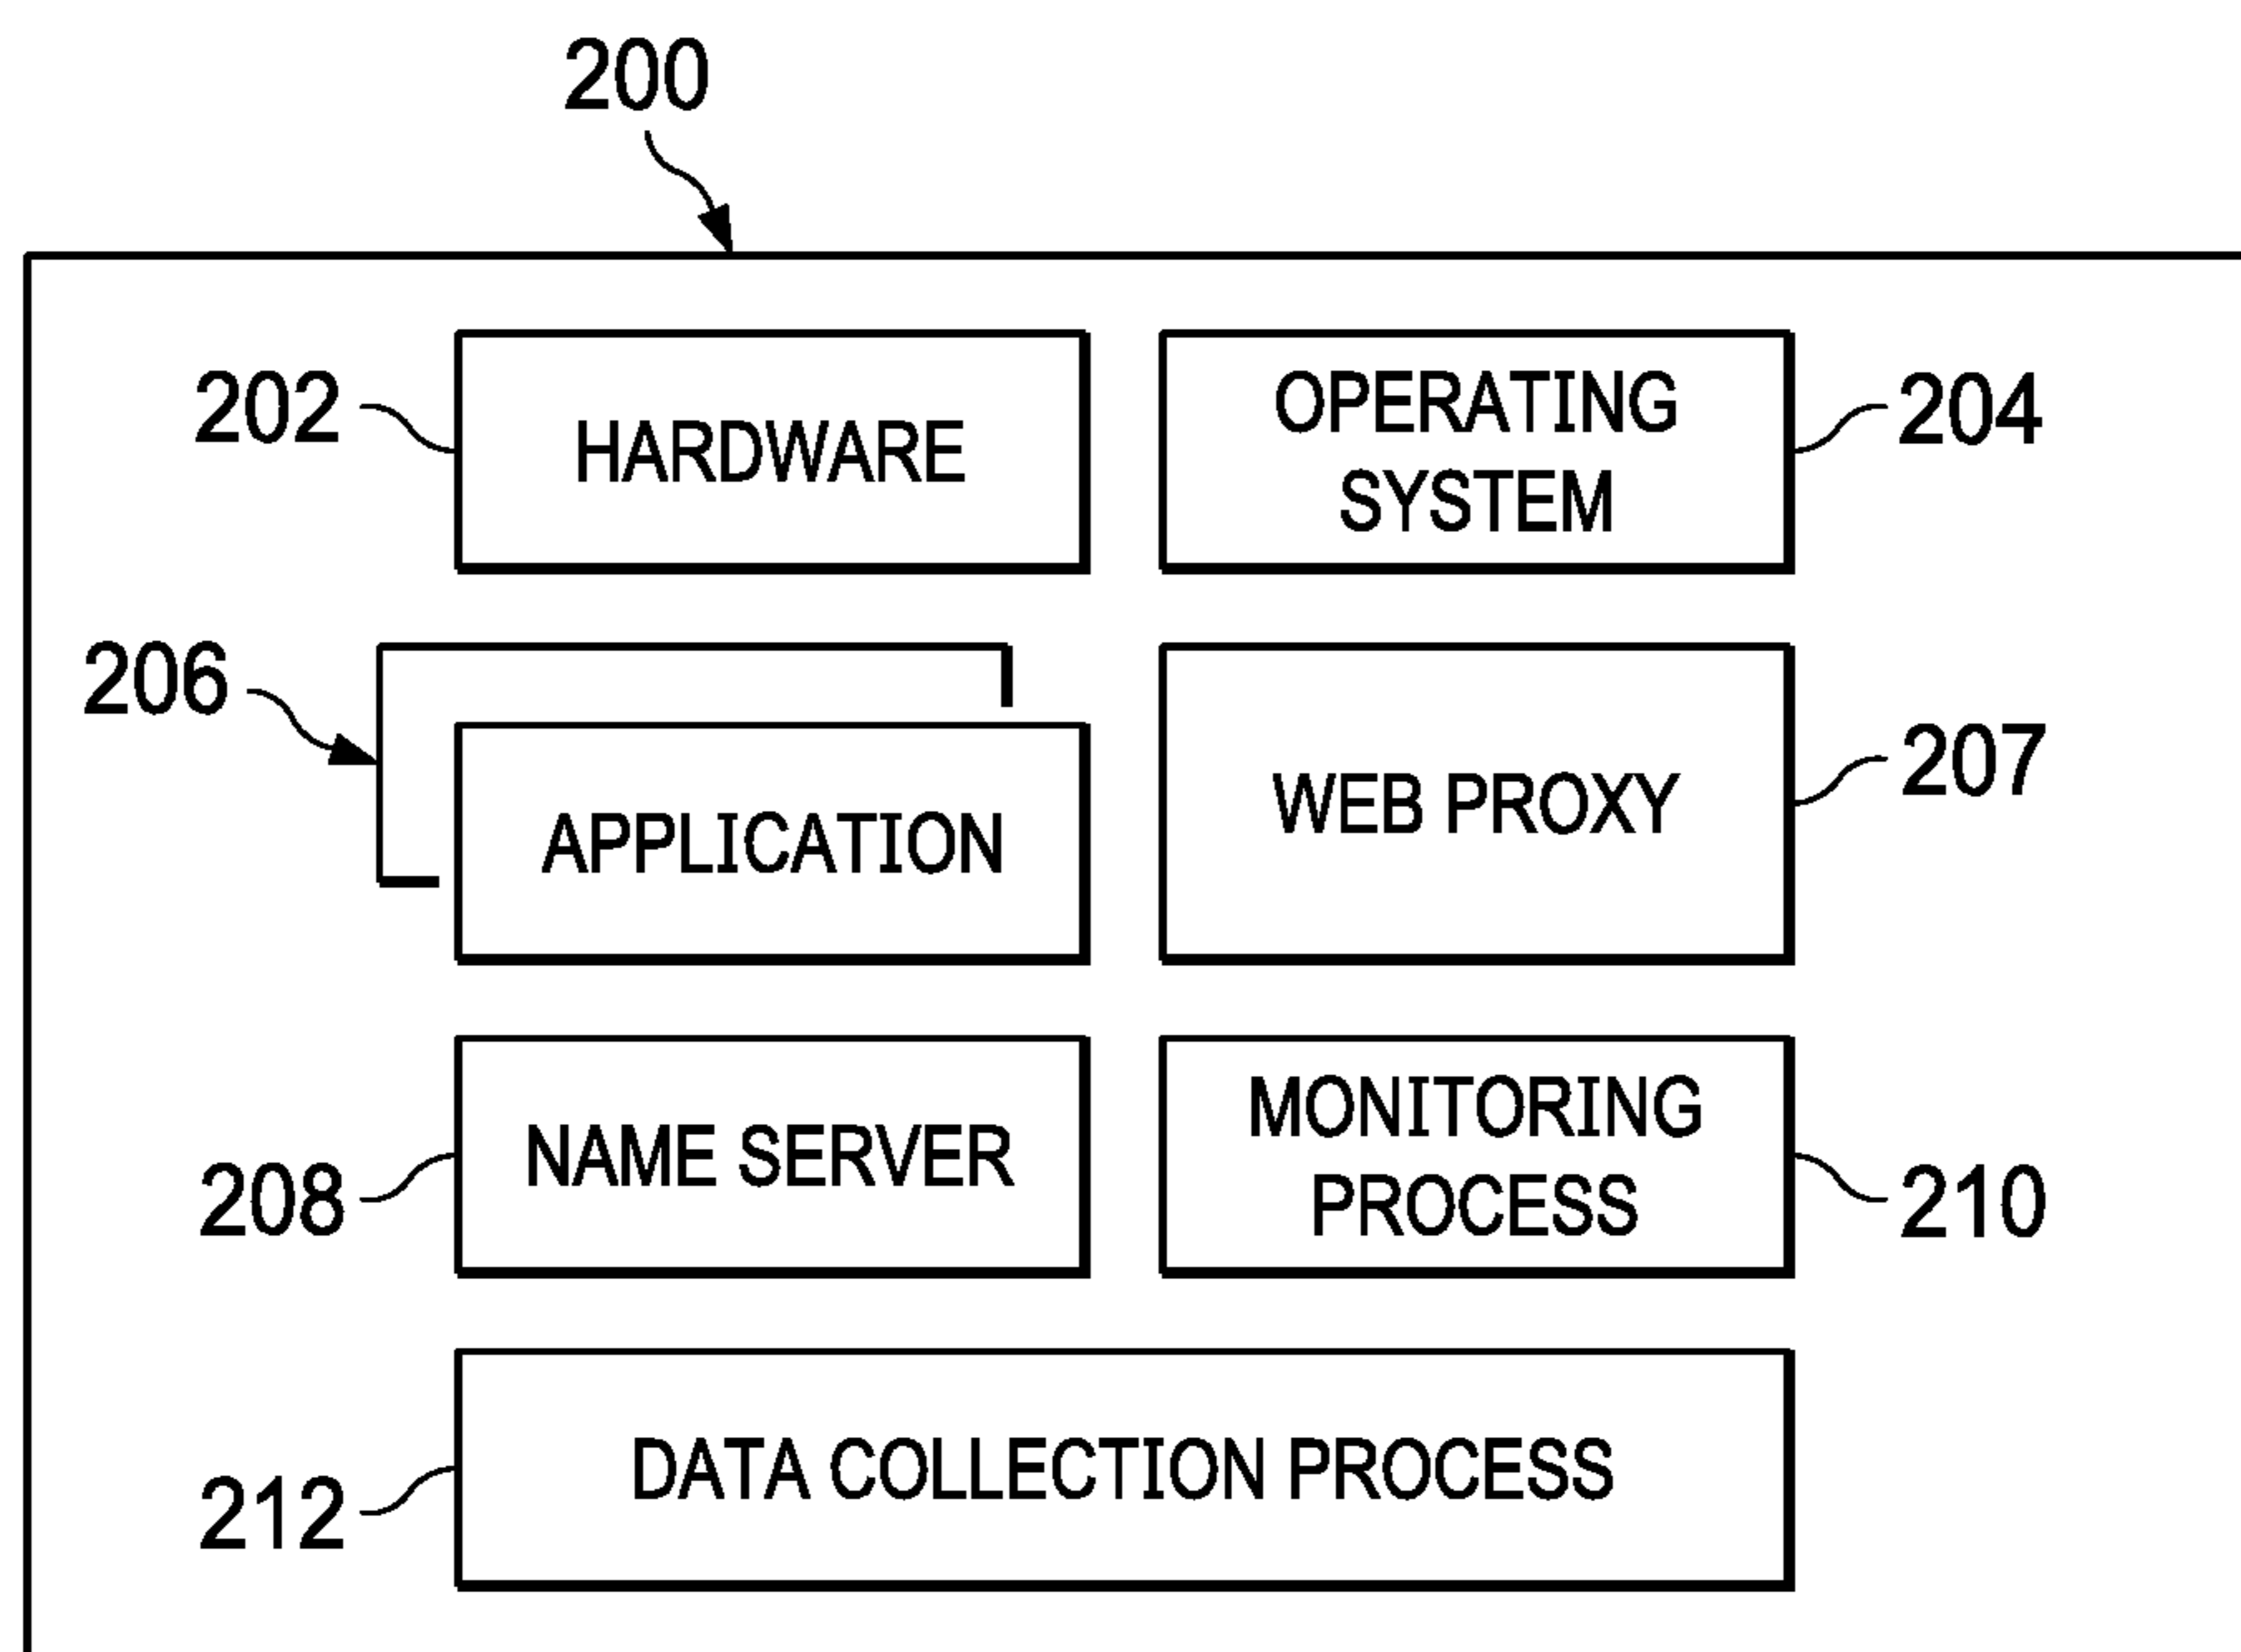 200
202
HARDWARE
OPERATING
SYSTEM
204
206
APPLICATION
WEB PROXY
207
208
NAME SERVER
MONITORING
PROCESS
210
212
DATA COLLECTION PROCESS